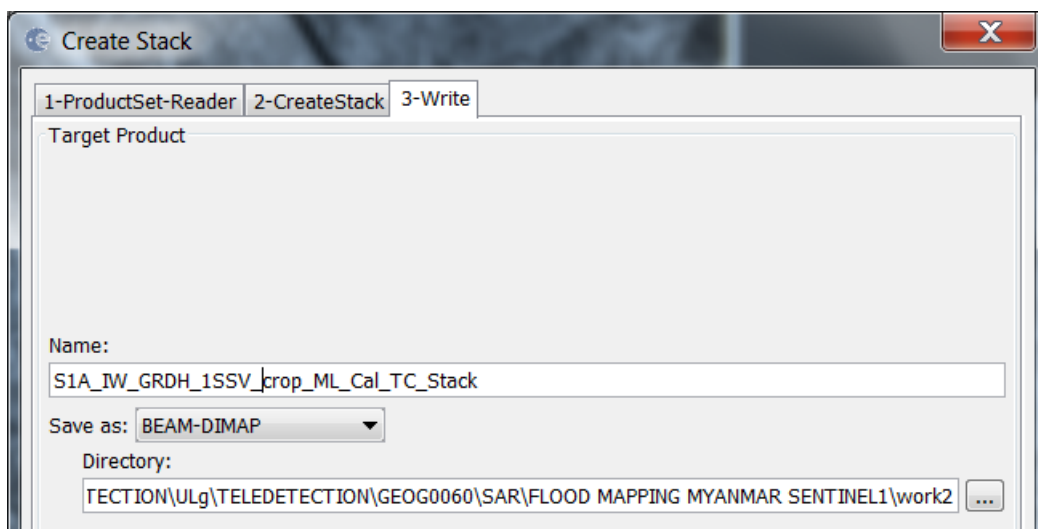 Create Stack
X
1-ProductSet-Reader 2-CreateStack 3-Write
Target Product
Name:
S1A_IW_GRDH_1SSV_crop_ML_Cal_TC_Stack
Save as: BEAM-DIMAP
Directory:
TECTION\ULg\TELEDETECTION\GEOG0060\SAR\FLOOD MAPPING MYANMAR SENTINEL1\work2 ...